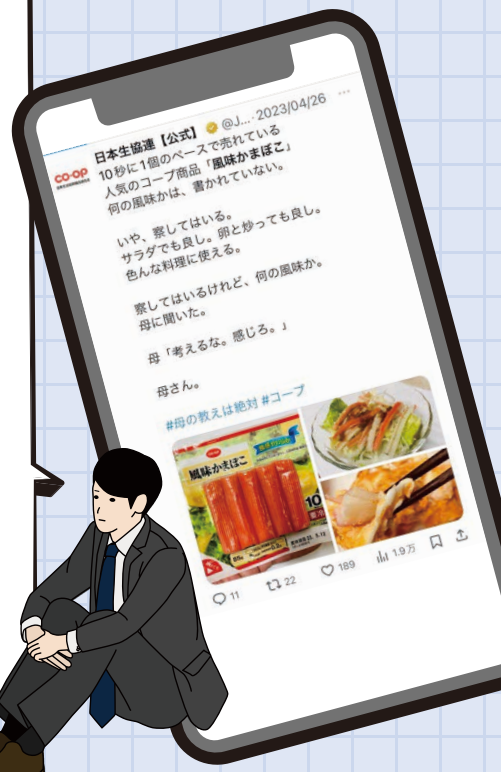 日本生協連【公式】 @J...・2023/04/26 ...
co・op
10秒に1個のペースで売れている
人気のコープ商品「風味かまぼこ」
何の風味かは、書かれていない。
いや、察してはいる。
サラダでも良し。卵と炒っても良し。
色んな料理に使える。
察してはいるけれど、何の風味か。
母に聞いた。
母「考えるな。感じろ。」
母さん。
#母の教えは絶対 #コープ
風味かまぼこ
10
11 22 189 1.9万